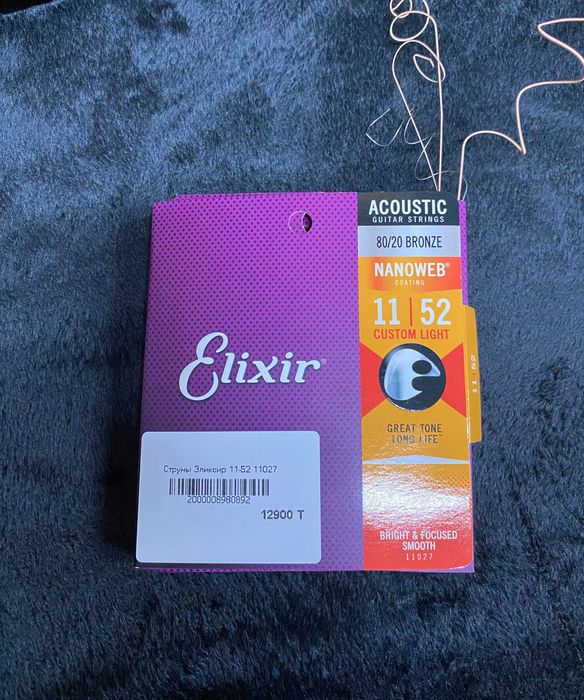 ACOUSTIC
GUITAR STRINGS
80/20 BRONZE
NANOWEB®
COATING
11 | 52
CUSTOM LIGHT
11 | 52
Elixir®
GREAT TONE
LONG LIFE™
Струны Эликсир 11-52 11027
2000008980892
12900 T
BRIGHT & FOCUSED
SMOOTH
11027